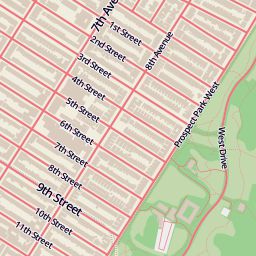 7th Ave
1st Street
8th Avenue
2nd Street
3rd Street
4th Street
5th Street
Prospect Park West
West Drive
6th Street
7th Street
8th Street
9th Street
10th Street
11th Street